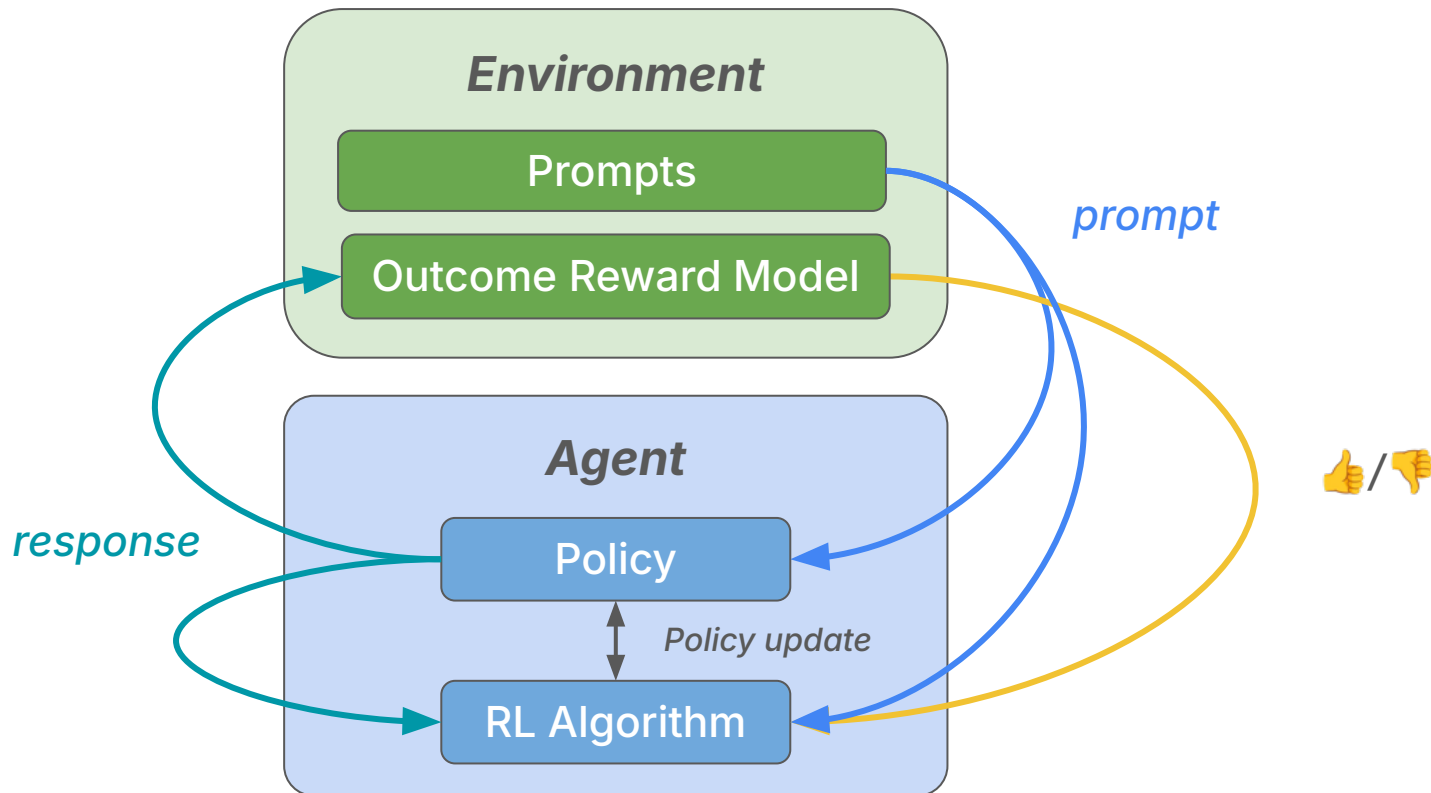 Environment
Prompts
prompt
Outcome Reward Model
Agent
👍/👎
response
Policy
Policy update
RL Algorithm